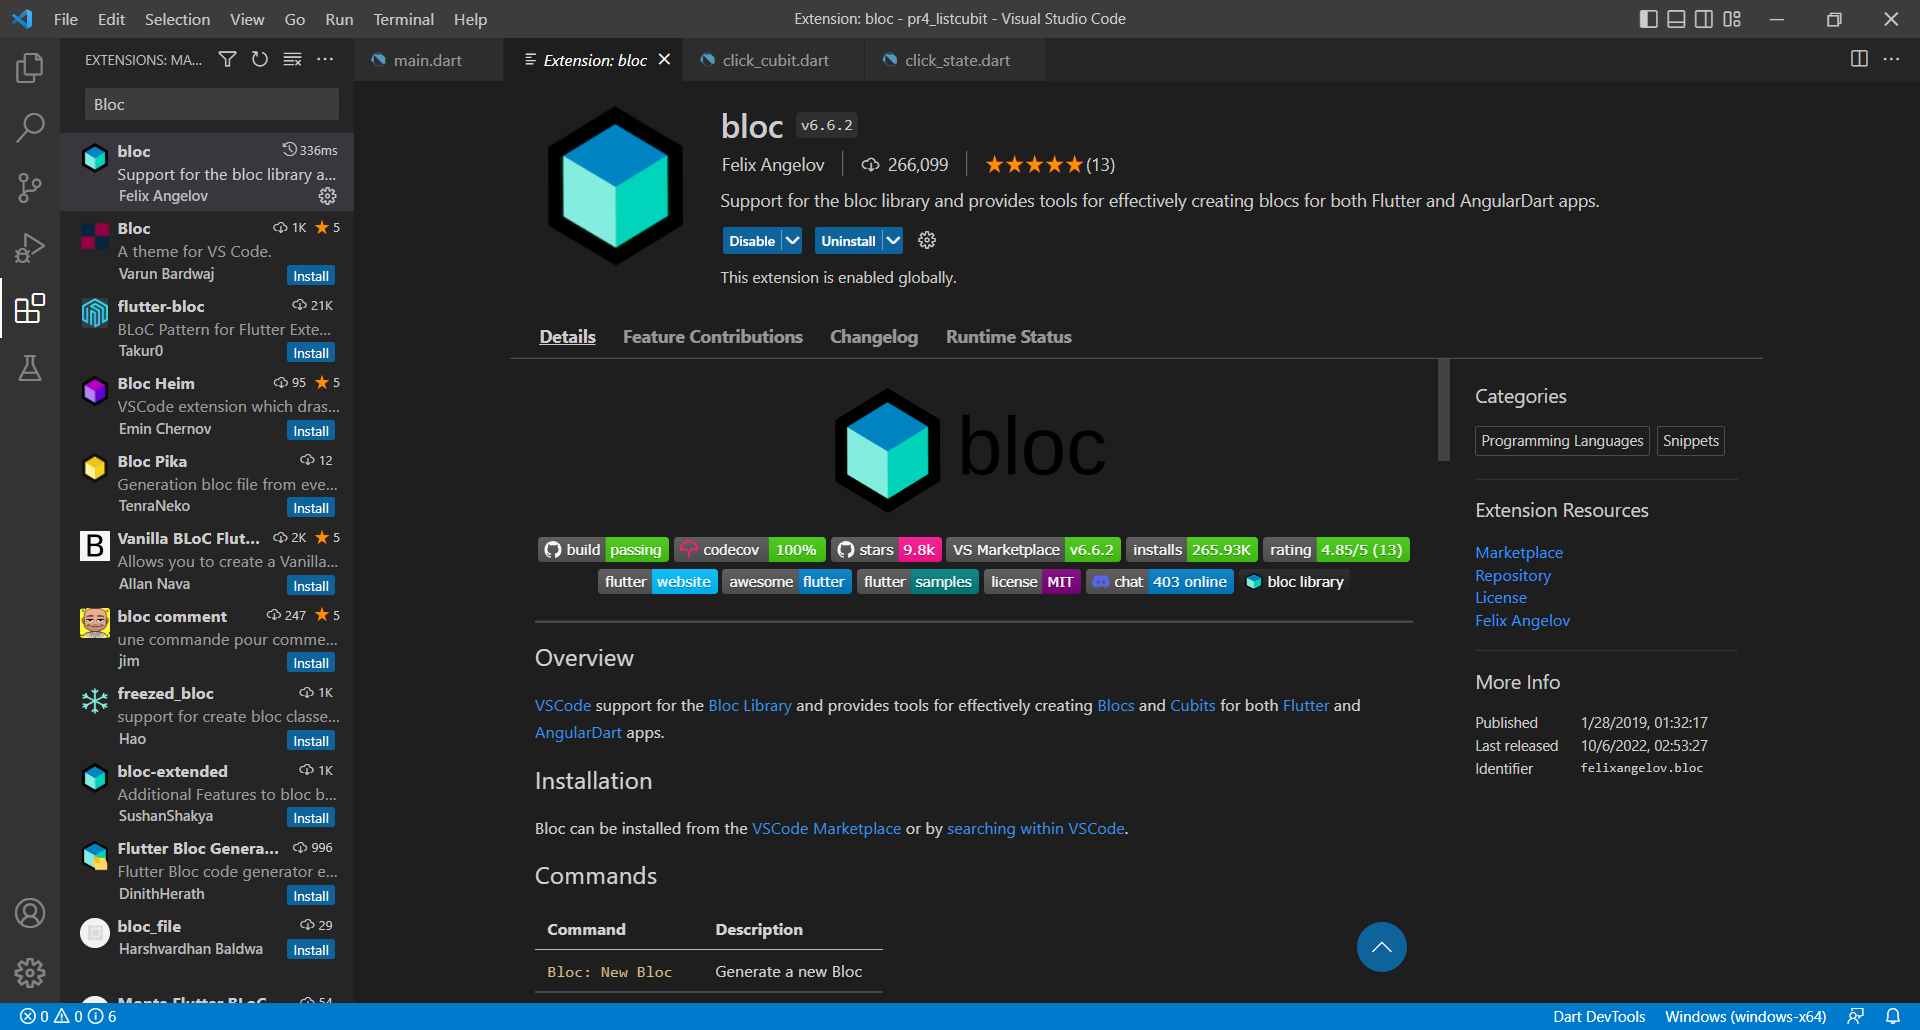 File Edit Selection View Go Run Terminal Help
Extension: bloc - pr4_listcubit - Visual Studio Code
EXTENSIONS: MA...
Bloc
bloc 336ms
Support for the bloc library a...
Felix Angelov
Bloc 1K 5
A theme for VS Code.
Varun Bardwaj Install
flutter-bloc 21K
BLoC Pattern for Flutter Exte...
Takur0 Install
Bloc Heim 95 5
VSCode extension which dras...
Emin Chernov Install
Bloc Pika 12
Generation bloc file from eve...
TenraNeko Install
B
Vanilla BLoC Flut... 2K 5
Allows you to create a Vanilla...
Allan Nava Install
bloc comment 247 5
une commande pour comme...
jim Install
freezed_bloc 1K
support for create bloc classe...
Hao Install
bloc-extended 1K
Additional Features to bloc b...
SushanShakya Install
Flutter Bloc Genera... 996
Flutter Bloc code generator e...
DinithHerath Install
bloc_file 29
Harshvardhan Baldwa Install
main.dart Extension: bloc click_cubit.dart click_state.dart
bloc v6.6.2
Felix Angelov 266,099 (13)
Support for the bloc library and provides tools for effectively creating blocs for both Flutter and AngularDart apps.
Disable Uninstall
This extension is enabled globally.
Details Feature Contributions Changelog Runtime Status
bloc
build passing codecov 100% stars 9.8k VS Marketplace v6.6.2 installs 265.93K rating 4.85/5 (13)
flutter website awesome flutter flutter samples license MIT chat 403 online bloc library
Overview
VSCode support for the Bloc Library and provides tools for effectively creating Blocs and Cubits for both Flutter and
AngularDart apps.
Installation
Bloc can be installed from the VSCode Marketplace or by searching within VSCode.
Commands
Command Description
Bloc: New Bloc Generate a new Bloc
Categories
Programming Languages Snippets
Extension Resources
Marketplace
Repository
License
Felix Angelov
More Info
Published 1/28/2019, 01:32:17
Last released 10/6/2022, 02:53:27
Identifier felixangelov.bloc
0 0 6
Dart DevTools Windows (windows-x64)